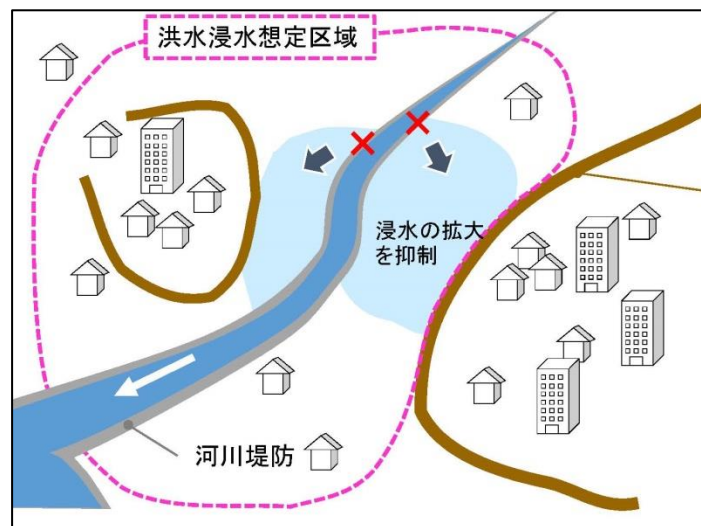 洪水浸水想定区域
浸水の拡大
を抑制
河川堤防